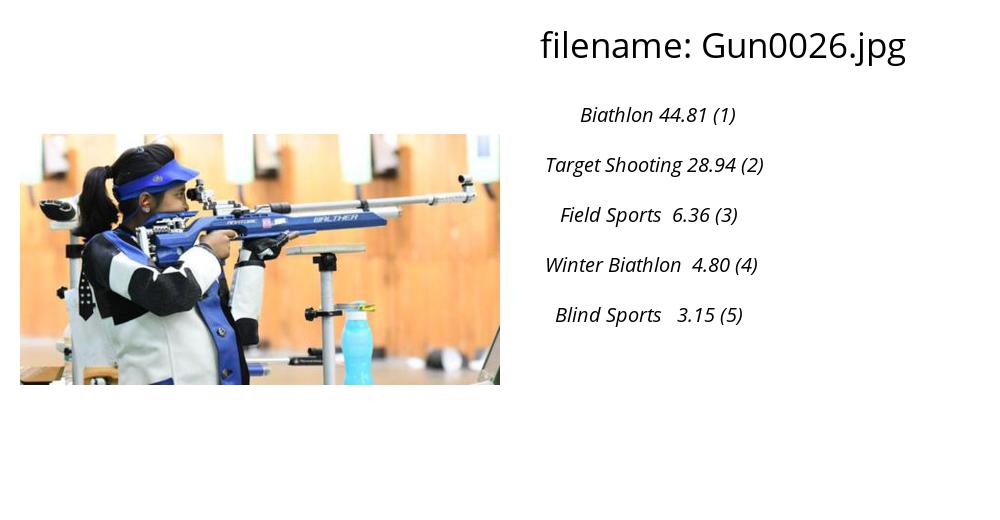 filename: Gun0026.jpg
Biathlon 44.81 (1)
Target Shooting 28.94 (2)
Field Sports 6.36 (3)
Winter Biathlon 4.80 (4)
Blind Sports 3.15 (5)
WALTHER